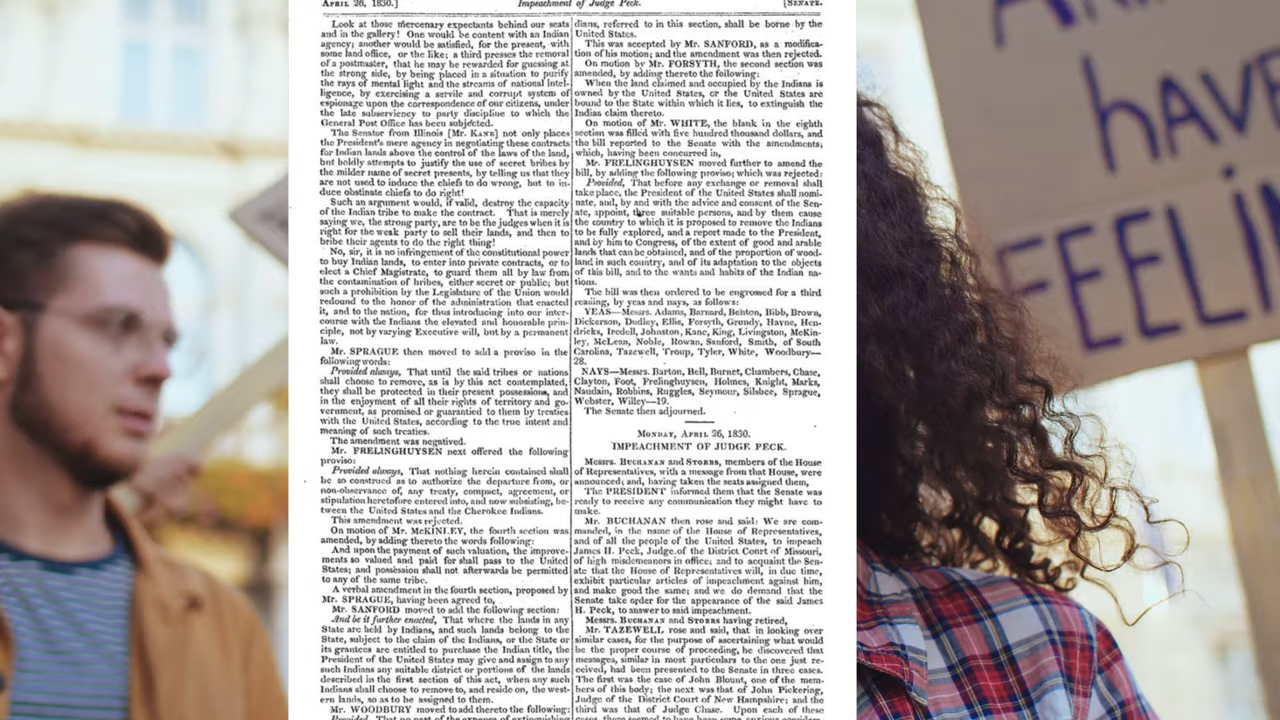 APRIL 26, 1830.] Impeachment of Judge Peck. [SENATE.
Look at those mercenary expectants behind our seats
and in the gallery! One would be content with an Indian
agency; another would be satisfied, for the present, with
some land office, or the like; a third presses the removal
of a postmaster, that he may be rewarded for guessing at
the strong side, by being placed in a situation to purify
the rays of mental light and the streams of national intel-
ligence, by exercising a servile and corrupt system of
espionage upon the correspondence of our citizens, under
the late subserviency to party discipline to which the
General Post Office has been subjected.
The Senator from Illinois [Mr. KANE] not only places
the President's mere agency in negotiating these contracts
for Indian lands above the control of the laws of the land,
but boldly attempts to justify the use of secret bribes by
the milder name of secret presents, by telling us that they
are not used to induce the chiefs to do wrong, but to in-
duce obstinate chiefs to do right!
Such an argument would, if valid, destroy the capacity
of the Indian tribe to make the contract. That is merely
saying we, the strong party, are to be the judges when it is
right for the weak party to sell their lands, and then to
bribe their agents to do the right thing!
No, sir, it is no infringement of the constitutional power
to buy Indian lands, to enter into private contracts, or to
elect a Chief Magistrate, to guard them all by law from
the contamination of bribes, either secret or public; but
such a prohibition by the Legislature of the Union would
redound to the honor of the administration that enacted
it, and to the nation, for thus introducing into our inter-
course with the Indians the elevated and honorable prin-
ciple, not by varying Executive will, but by a permanent
law.
Mr. SPRAGUE then moved to add a proviso in the
following words:
Provided always, That until the said tribes or nations
shall choose to remove, as is by this act contemplated,
they shall be protected in their present possessions, and
in the enjoyment of all their rights of territory and go-
vernment, as promised or guarantied to them by treaties
with the United States, according to the true intent and
meaning of such treaties.
The amendment was negatived.
Mr. FRELINGHUYSEN next offered the following
proviso:
Provided always, That nothing herein contained shall
be so construed as to authorize the departure from, or
non-observance of, any treaty, compact, agreement, or
stipulation heretofore entered into, and now subsisting, be-
tween the United States and the Cherokee Indians.
This amendment was rejected.
On motion of Mr. McKINLEY, the fourth section was
amended, by adding thereto the words following:
And upon the payment of such valuation, the improve-
ments so valued and paid for shall pass to the United
States; and possession shall not afterwards be permitted
to any of the same tribe.
A verbal amendment in the fourth section, proposed by
Mr. SPRAGUE, having been agreed to,
Mr. SANFORD moved to add the following section:
And be it further enacted, That where the lands in any
State are held by Indians, and such lands belong to the
State, subject to the claim of the Indians, or the State or
its grantees are entitled to purchase the Indian title, the
President of the United States may give and assign to any
such Indians any suitable district or portions of the lands
described in the first section of this act, when any such
Indians shall choose to remove to, and reside on, the west-
ern lands, so as to be assigned to them.
Mr. WOODBURY moved to add thereto the following:
Provided, That no part of the expense of extinguishing
dians, referred to in this section, shall be borne by the
United States.
This was accepted by Mr. SANFORD, as a modifica-
tion of his motion; and the amendment was then rejected.
On motion by Mr. FORSYTH, the second section was
amended, by adding thereto the following:
When the land claimed and occupied by the Indians is
owned by the United States, or the United States are
bound to the State within which it lies, to extinguish the
Indian claim thereto.
On motion of Mr. WHITE, the blank in the eighth
section was filled with five hundred thousand dollars, and
the bill reported to the Senate with the amendments;
which, having been concurred in,
Mr. FRELINGHUYSEN moved further to amend the
bill, by adding the following proviso; which was rejected:
Provided, That before any exchange or removal shall
take place, the President of the United States shall nomi-
nate, and, by and with the advice and consent of the Sen-
ate, appoint, three suitable persons, and by them cause
the country to which it is proposed to remove the Indians
to be fully explored, and a report made to the President,
and by him to Congress, of the extent of good and arable
lands that can be obtained, and of the proportion of wood-
land in such country, and of its adaptation to the objects
of this bill, and to the wants and habits of the Indian na-
tions.
The bill was then ordered to be engrossed for a third
reading, by yeas and nays, as follows:
YEAS—Messrs. Adams, Barnard, Benton, Bibb, Brown,
Dickerson, Dudley, Ellis, Forsyth, Grundy, Hayne, Hen-
dricks, Iredell, Johnston, Kane, King, Livingston, McKin-
ley, McLean, Noble, Rowan, Sanford, Smith, of South
Carolina, Tazewell, Troup, Tyler, White, Woodbury—
28.
NAYS—Messrs. Barton, Bell, Burnet, Chambers, Chase,
Clayton, Foot, Frelinghuysen, Holmes, Knight, Marks,
Naudain, Robbins, Ruggles, Seymour, Silsbee, Sprague,
Webster, Willey—19.
The Senate then adjourned.
MONDAY, APRIL 26, 1830.
IMPEACHMENT OF JUDGE PECK.
Messrs. BUCHANAN and STORRS, members of the House
of Representatives, with a message from that House, were
announced; and, having taken the seats assigned them,
The PRESIDENT informed them that the Senate was
ready to receive any communication they might have to
make.
Mr. BUCHANAN then rose and said: We are com-
manded, in the name of the House of Representatives,
and of all the people of the United States, to impeach
James H. Peck, Judge of the District Court of Missouri,
of high misdemeanors in office; and to acquaint the Sen-
ate that the House of Representatives will, in due time,
exhibit particular articles of impeachment against him,
and make good the same; and we do demand that the
Senate take order for the appearance of the said James
H. Peck, to answer to said impeachment.
Messrs. BUCHANAN and STORRS having retired,
Mr. TAZEWELL rose and said, that in looking over
similar cases, for the purpose of ascertaining what would
be the proper course of proceeding, he discovered that
messages, similar in most particulars to the one just re-
ceived, had been presented to the Senate in three cases.
The first was the case of John Blount, one of the mem-
bers of this body; the next was that of John Pickering,
Judge of the District Court of New Hampshire; and the
third was that of Judge Chase. Upon each of these
HAVE
FEELIN